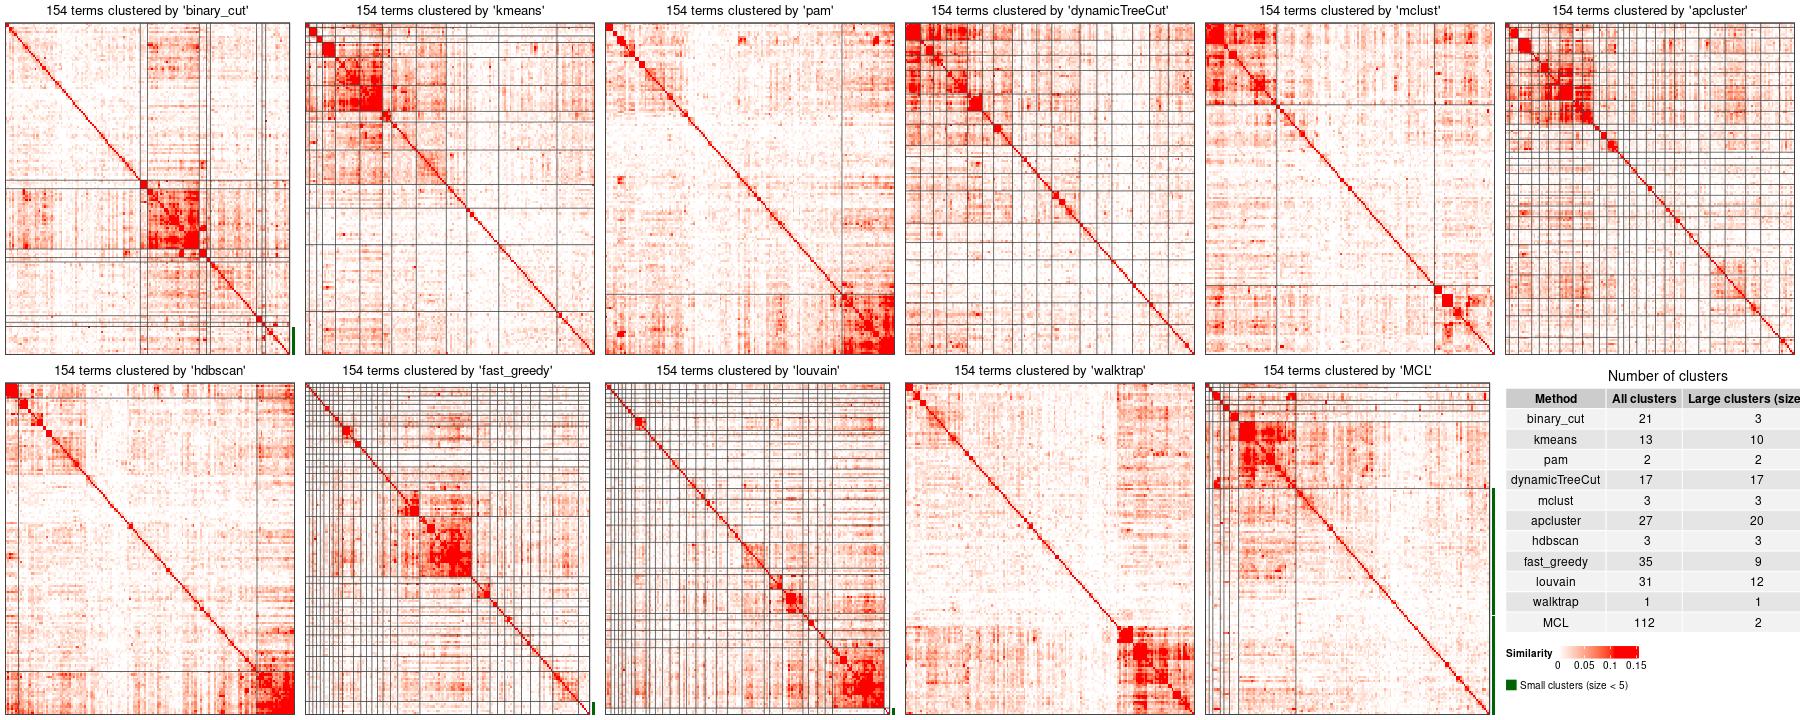 154 terms clustered by 'binary_cut'
154 terms clustered by 'kmeans'
154 terms clustered by 'pam'
154 terms clustered by 'dynamicTreeCut'
154 terms clustered by 'mclust'
154 terms clustered by 'apcluster'
154 terms clustered by 'hdbscan'
154 terms clustered by 'fast_greedy'
154 terms clustered by 'louvain'
154 terms clustered by 'walktrap'
154 terms clustered by 'MCL'
Number of clusters
Method All clusters Large clusters (size
binary_cut 21 3
kmeans 13 10
pam 2 2
dynamicTreeCut 17 17
mclust 3 3
apcluster 27 20
hdbscan 3 3
fast_greedy 35 9
louvain 31 12
walktrap 1 1
MCL 112 2
Similarity
0 0.05 0.1 0.15
Small clusters (size < 5)